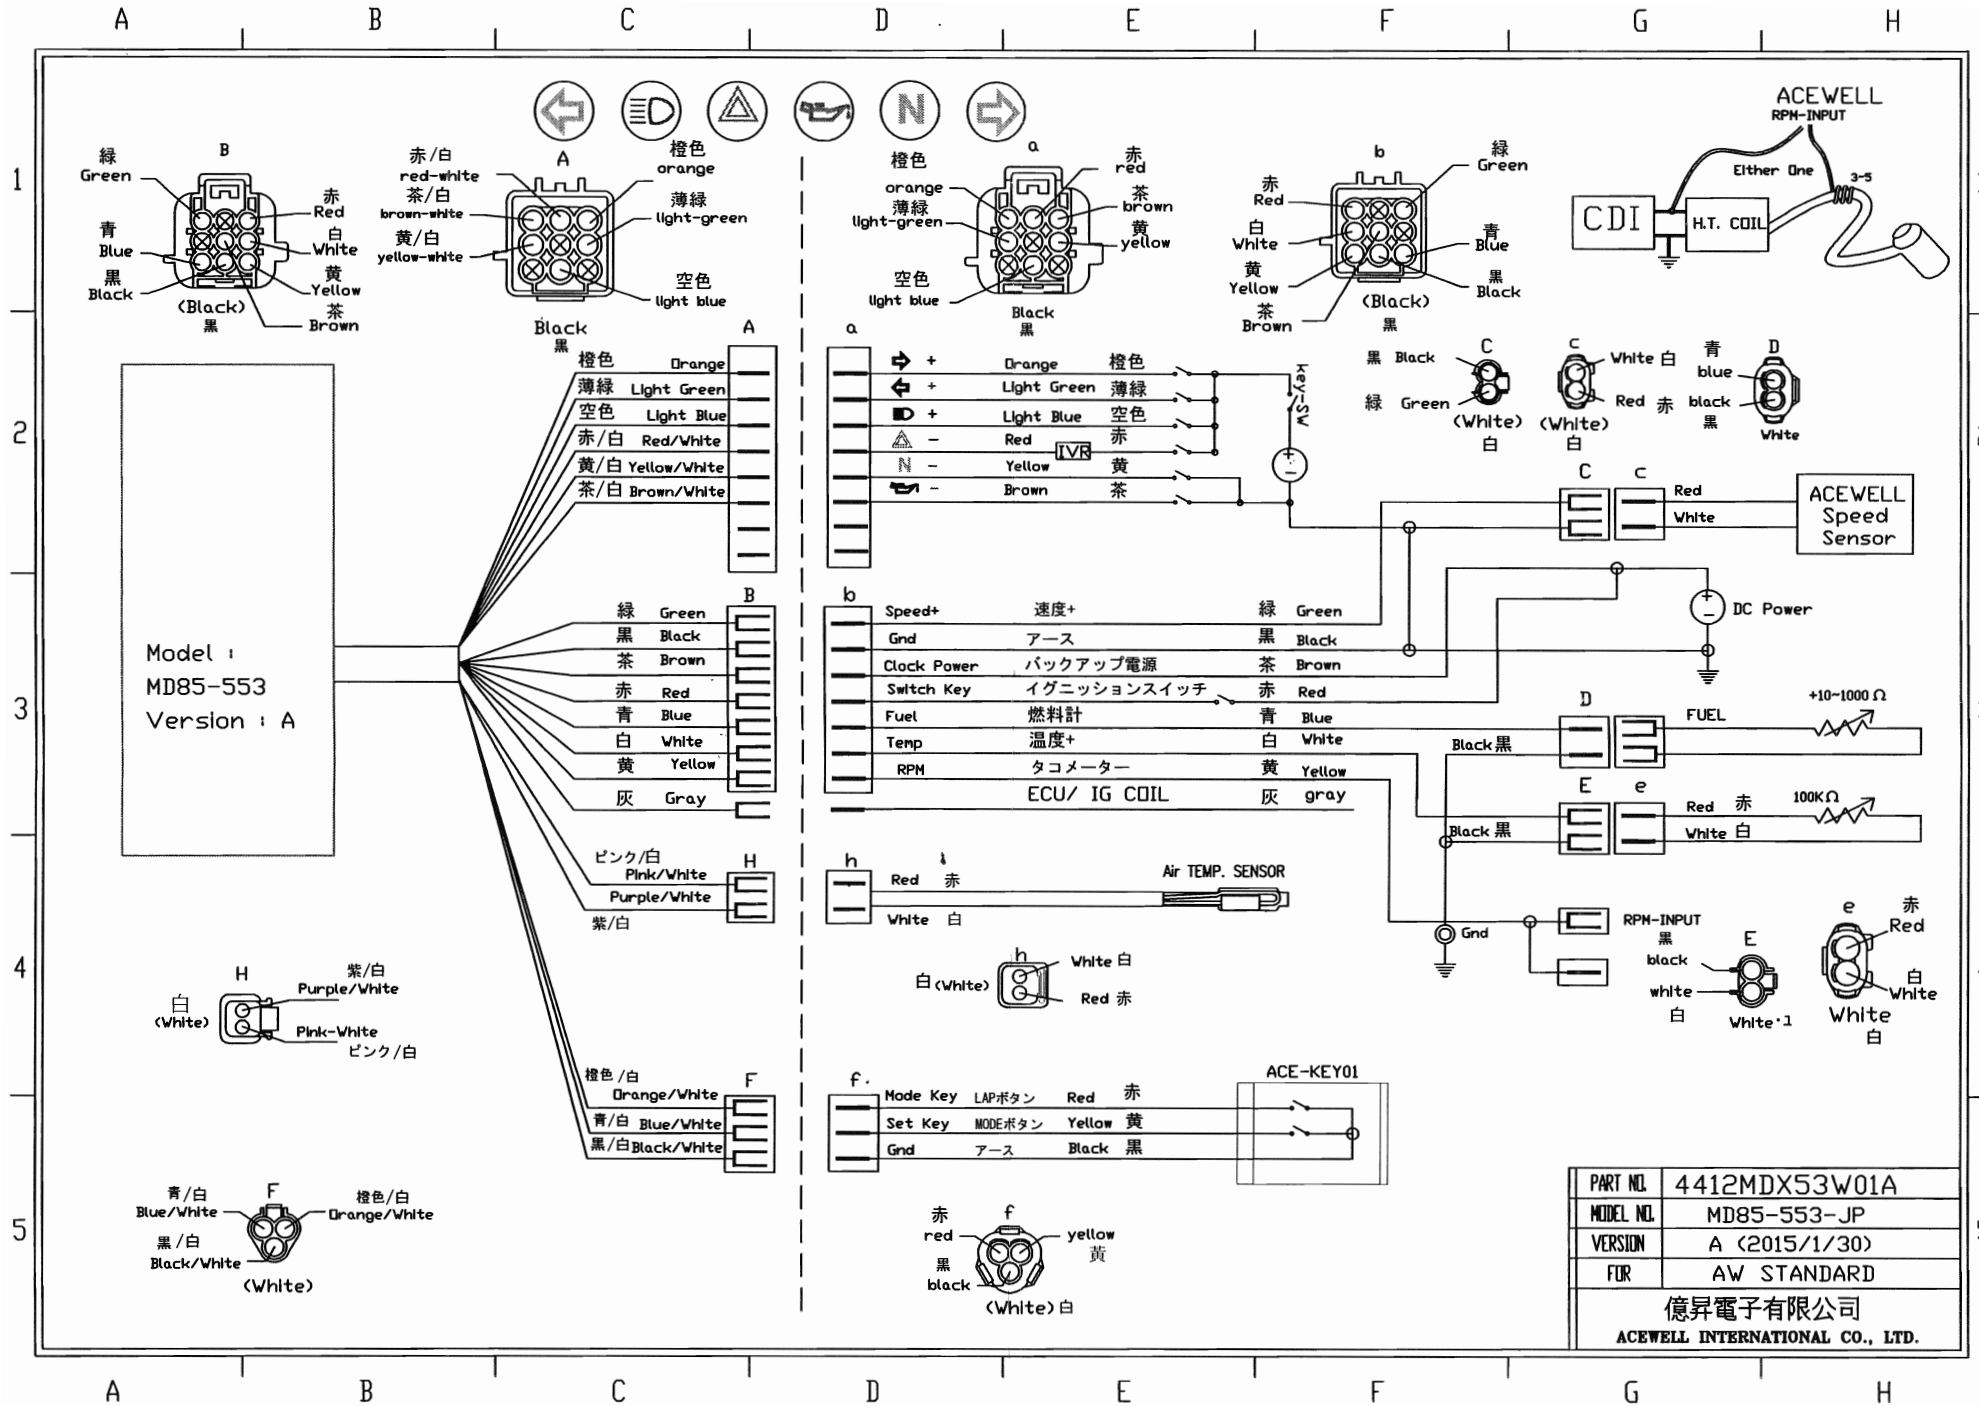 A B C D E F G H
1
2
3
4
5
ACEWELL
RPM-INPUT
Either One
3-5
CDI
H.T. COIL
B
緑
Green
青
Blue
黒
Black
(Black)
黒
赤
Red
白
White
黄
Yellow
茶
Brown
A
赤/白
red-white
茶/白
brown-white
黄/白
yellow-white
橙色
orange
薄緑
light-green
空色
light blue
Black
黒
a
橙色
orange
薄緑
light-green
空色
light blue
赤
red
茶
brown
黄
yellow
Black
黒
b
赤
Red
白
White
黄
Yellow
茶
Brown
緑
Green
青
Blue
黒
Black
(Black)
黒
N
Model :
MD85-553
Version : A
A
橙色 Orange
薄緑 Light Green
空色 Light Blue
赤/白 Red/White
黄/白 Yellow/White
茶/白 Brown/White
a
+ Orange 橙色
+ Light Green 薄緑
+ Light Blue 空色
- Red 赤
IVR
N - Yellow 黄
- Brown 茶
key-SW
+
-
C
黒 Black
緑 Green
(White)
白
c
White 白
Red 赤
(White)
白
D
青
blue
black
黒
White
C c
Red
White
ACEWELL
Speed
Sensor
B
緑 Green
黒 Black
茶 Brown
赤 Red
青 Blue
白 White
黄 Yellow
灰 Gray
b
Speed+ 速度+ 緑 Green
Gnd アース 黒 Black
Clock Power バックアップ電源 茶 Brown
Switch Key イグニッションスイッチ 赤 Red
Fuel 燃料計 青 Blue
Temp 温度+ 白 White
RPM タコメーター 黄 Yellow
ECU/ IG COIL 灰 gray
+
-
DC Power
D
FUEL
+10~1000Ω
Black 黒
E e
Red 赤
White 白
100KΩ
Black 黒
Gnd
RPM-INPUT
H
ピンク/白
Pink/White
Purple/White
紫/白
h
Red 赤
White 白
Air TEMP. SENSOR
h
白(White)
White 白
Red 赤
H
白
(White)
紫/白
Purple/White
Pink-White
ピンク/白
E
黒
black
white
白
White·1
e
赤
Red
白
White
White
白
F
橙色/白
Orange/White
青/白 Blue/White
黒/白 Black/White
f.
Mode Key LAPボタン Red 赤
Set Key MODEボタン Yellow 黄
Gnd アース Black 黒
ACE-KEY01
F
青/白
Blue/White
黒/白
Black/White
橙色/白
Orange/White
(White)
f
赤
red
黒
black
yellow
黄
(White) 白
PART NO. 4412MDX53W01A
MODEL NO. MD85-553-JP
VERSION A (2015/1/30)
FOR AW STANDARD
億昇電子有限公司
ACEWELL INTERNATIONAL CO., LTD.
A B C D E F G H